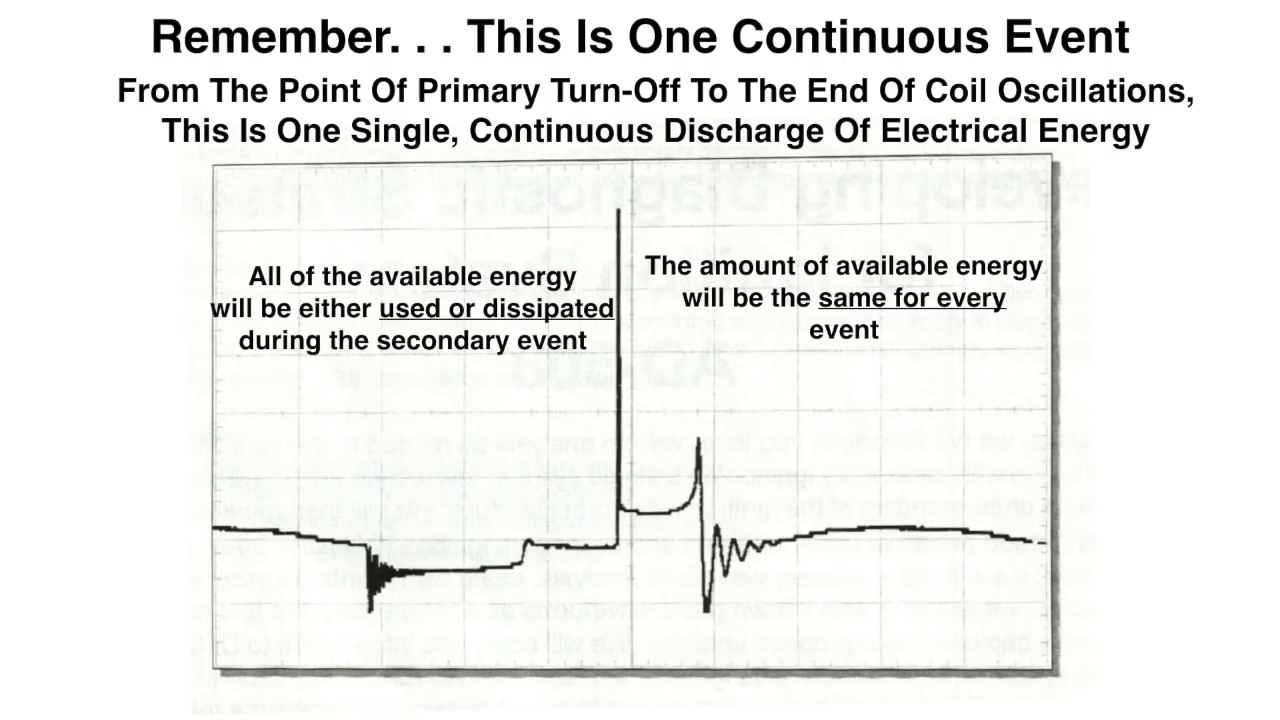 Remember. . . This Is One Continuous Event
From The Point Of Primary Turn-Off To The End Of Coil Oscillations,
This Is One Single, Continuous Discharge Of Electrical Energy
All of the available energy
will be either used or dissipated
during the secondary event
The amount of available energy
will be the same for every
event